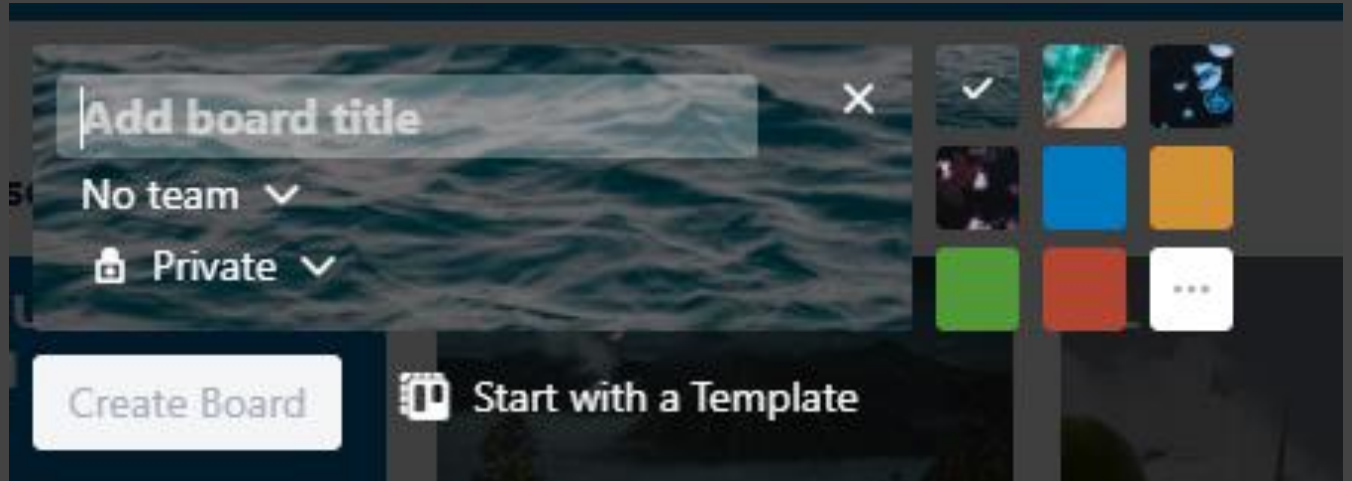 Add board title
No team
Private
Create Board
Start with a Template